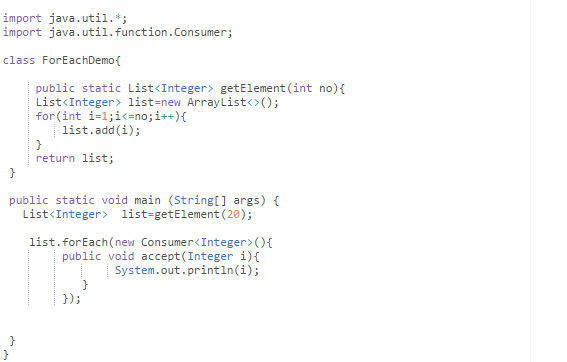 import java.util.*;
import java.util.function.Consumer;
class ForEachDemo{
public static List<Integer> getElement(int no){
List<Integer> list=new ArrayList<>();
for(int i=1;i<=no;i++){
list.add(i);
}
return list;
}
public static void main (String[] args) {
List<Integer>  list=getElement(20);
list.forEach(new Consumer<Integer>(){
public void accept(Integer i){
System.out.println(i);
}
});
}
}